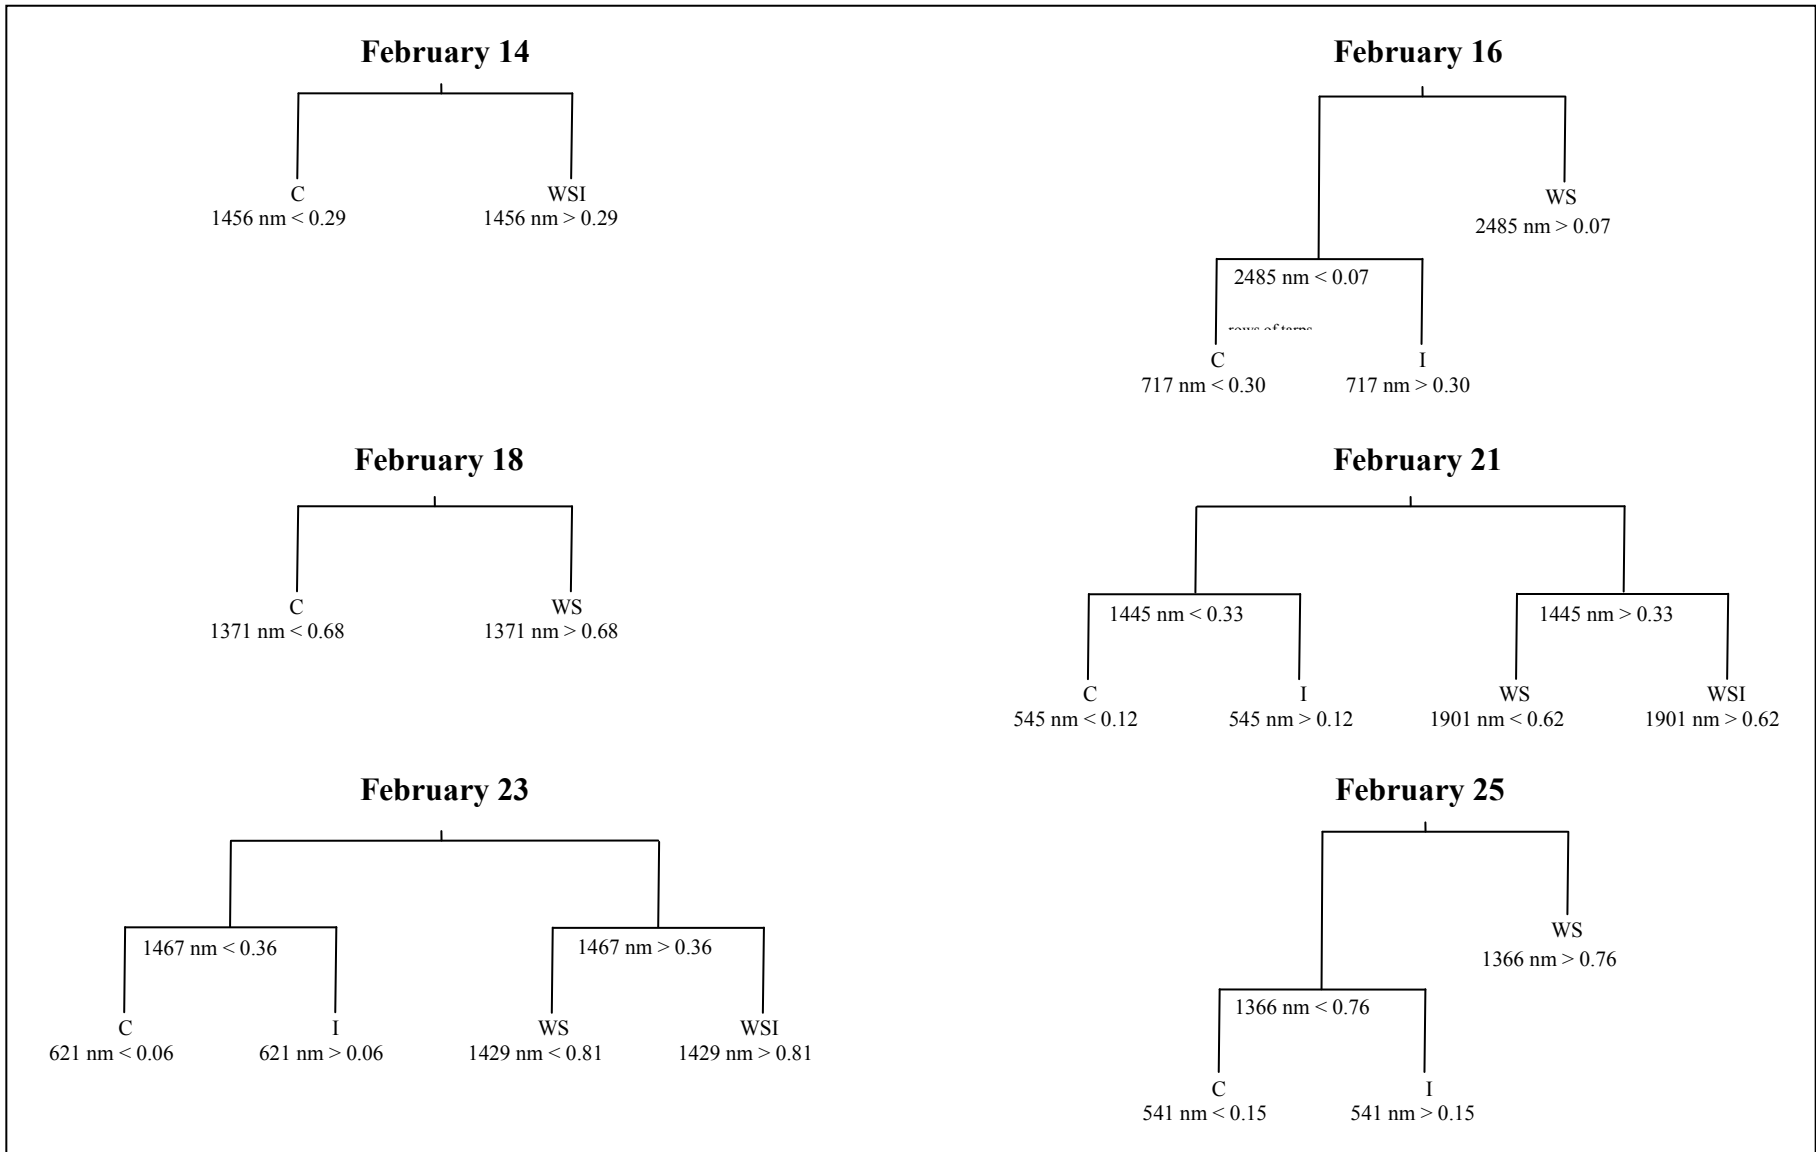 February 14
C
1456 nm < 0.29
WSI
1456 nm > 0.29
February 16
WS
2485 nm > 0.07
2485 nm < 0.07
rows of tarps
C
717 nm < 0.30
I
717 nm > 0.30
February 18
C
1371 nm < 0.68
WS
1371 nm > 0.68
February 21
1445 nm < 0.33
1445 nm > 0.33
C
545 nm < 0.12
I
545 nm > 0.12
WS
1901 nm < 0.62
WSI
1901 nm > 0.62
February 23
1467 nm < 0.36
1467 nm > 0.36
C
621 nm < 0.06
I
621 nm > 0.06
WS
1429 nm < 0.81
WSI
1429 nm > 0.81
February 25
WS
1366 nm > 0.76
1366 nm < 0.76
C
541 nm < 0.15
I
541 nm > 0.15